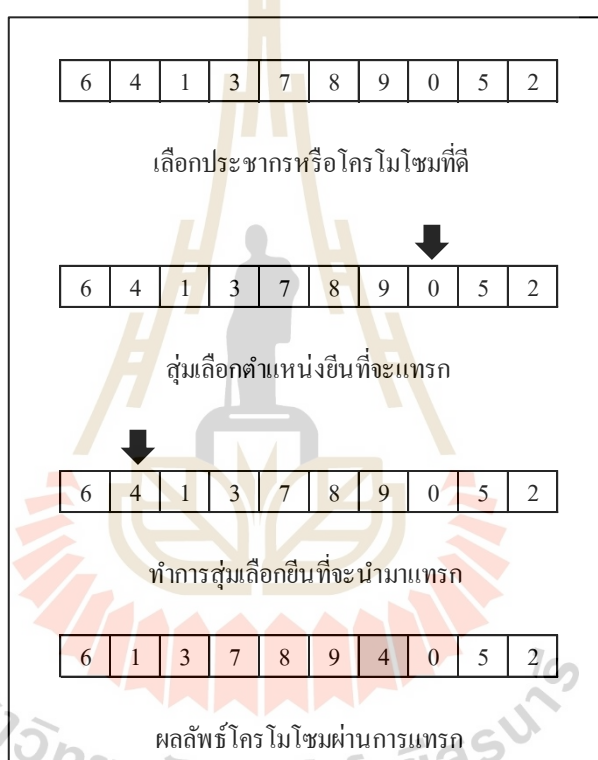 6 4 1 3 7 8 9 0 5 2
เลือกประชากรหรือโครโมโซมที่ดี
6 4 1 3 7 8 9 0 5 2
สุ่มเลือกตำแหน่งยีนที่จะแทรก
6 4 1 3 7 8 9 0 5 2
ทำการสุ่มเลือกยีนที่จะนำมาแทรก
6 1 3 7 8 9 4 0 5 2
ผลลัพธ์โครโมโซมผ่านการแทรก